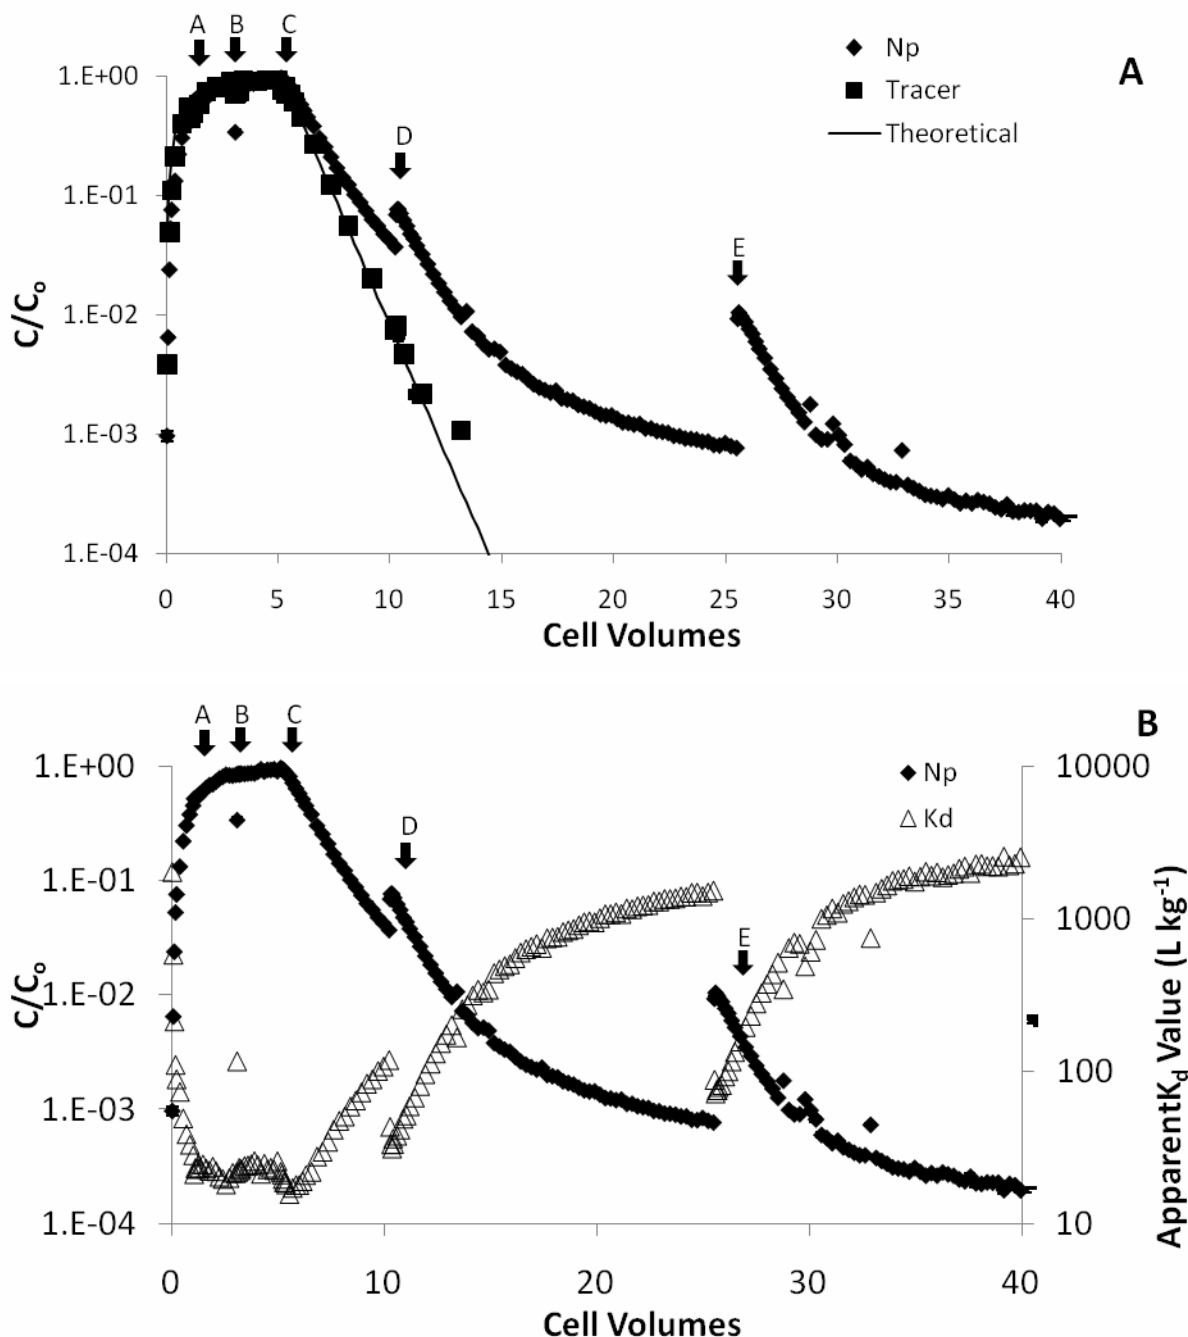 A B C
Np
Tracer
Theoretical
A
D
E
1.E+00
1.E-01
1.E-02
1.E-03
1.E-04
C/Co
0 5 10 15 20 25 30 35 40
Cell Volumes
A B C
B
Np
Kd
D
E
1.E+00
1.E-01
1.E-02
1.E-03
1.E-04
C/Co
10000
1000
100
10
ApparentKd Value (L kg-1)
0 10 20 30 40
Cell Volumes